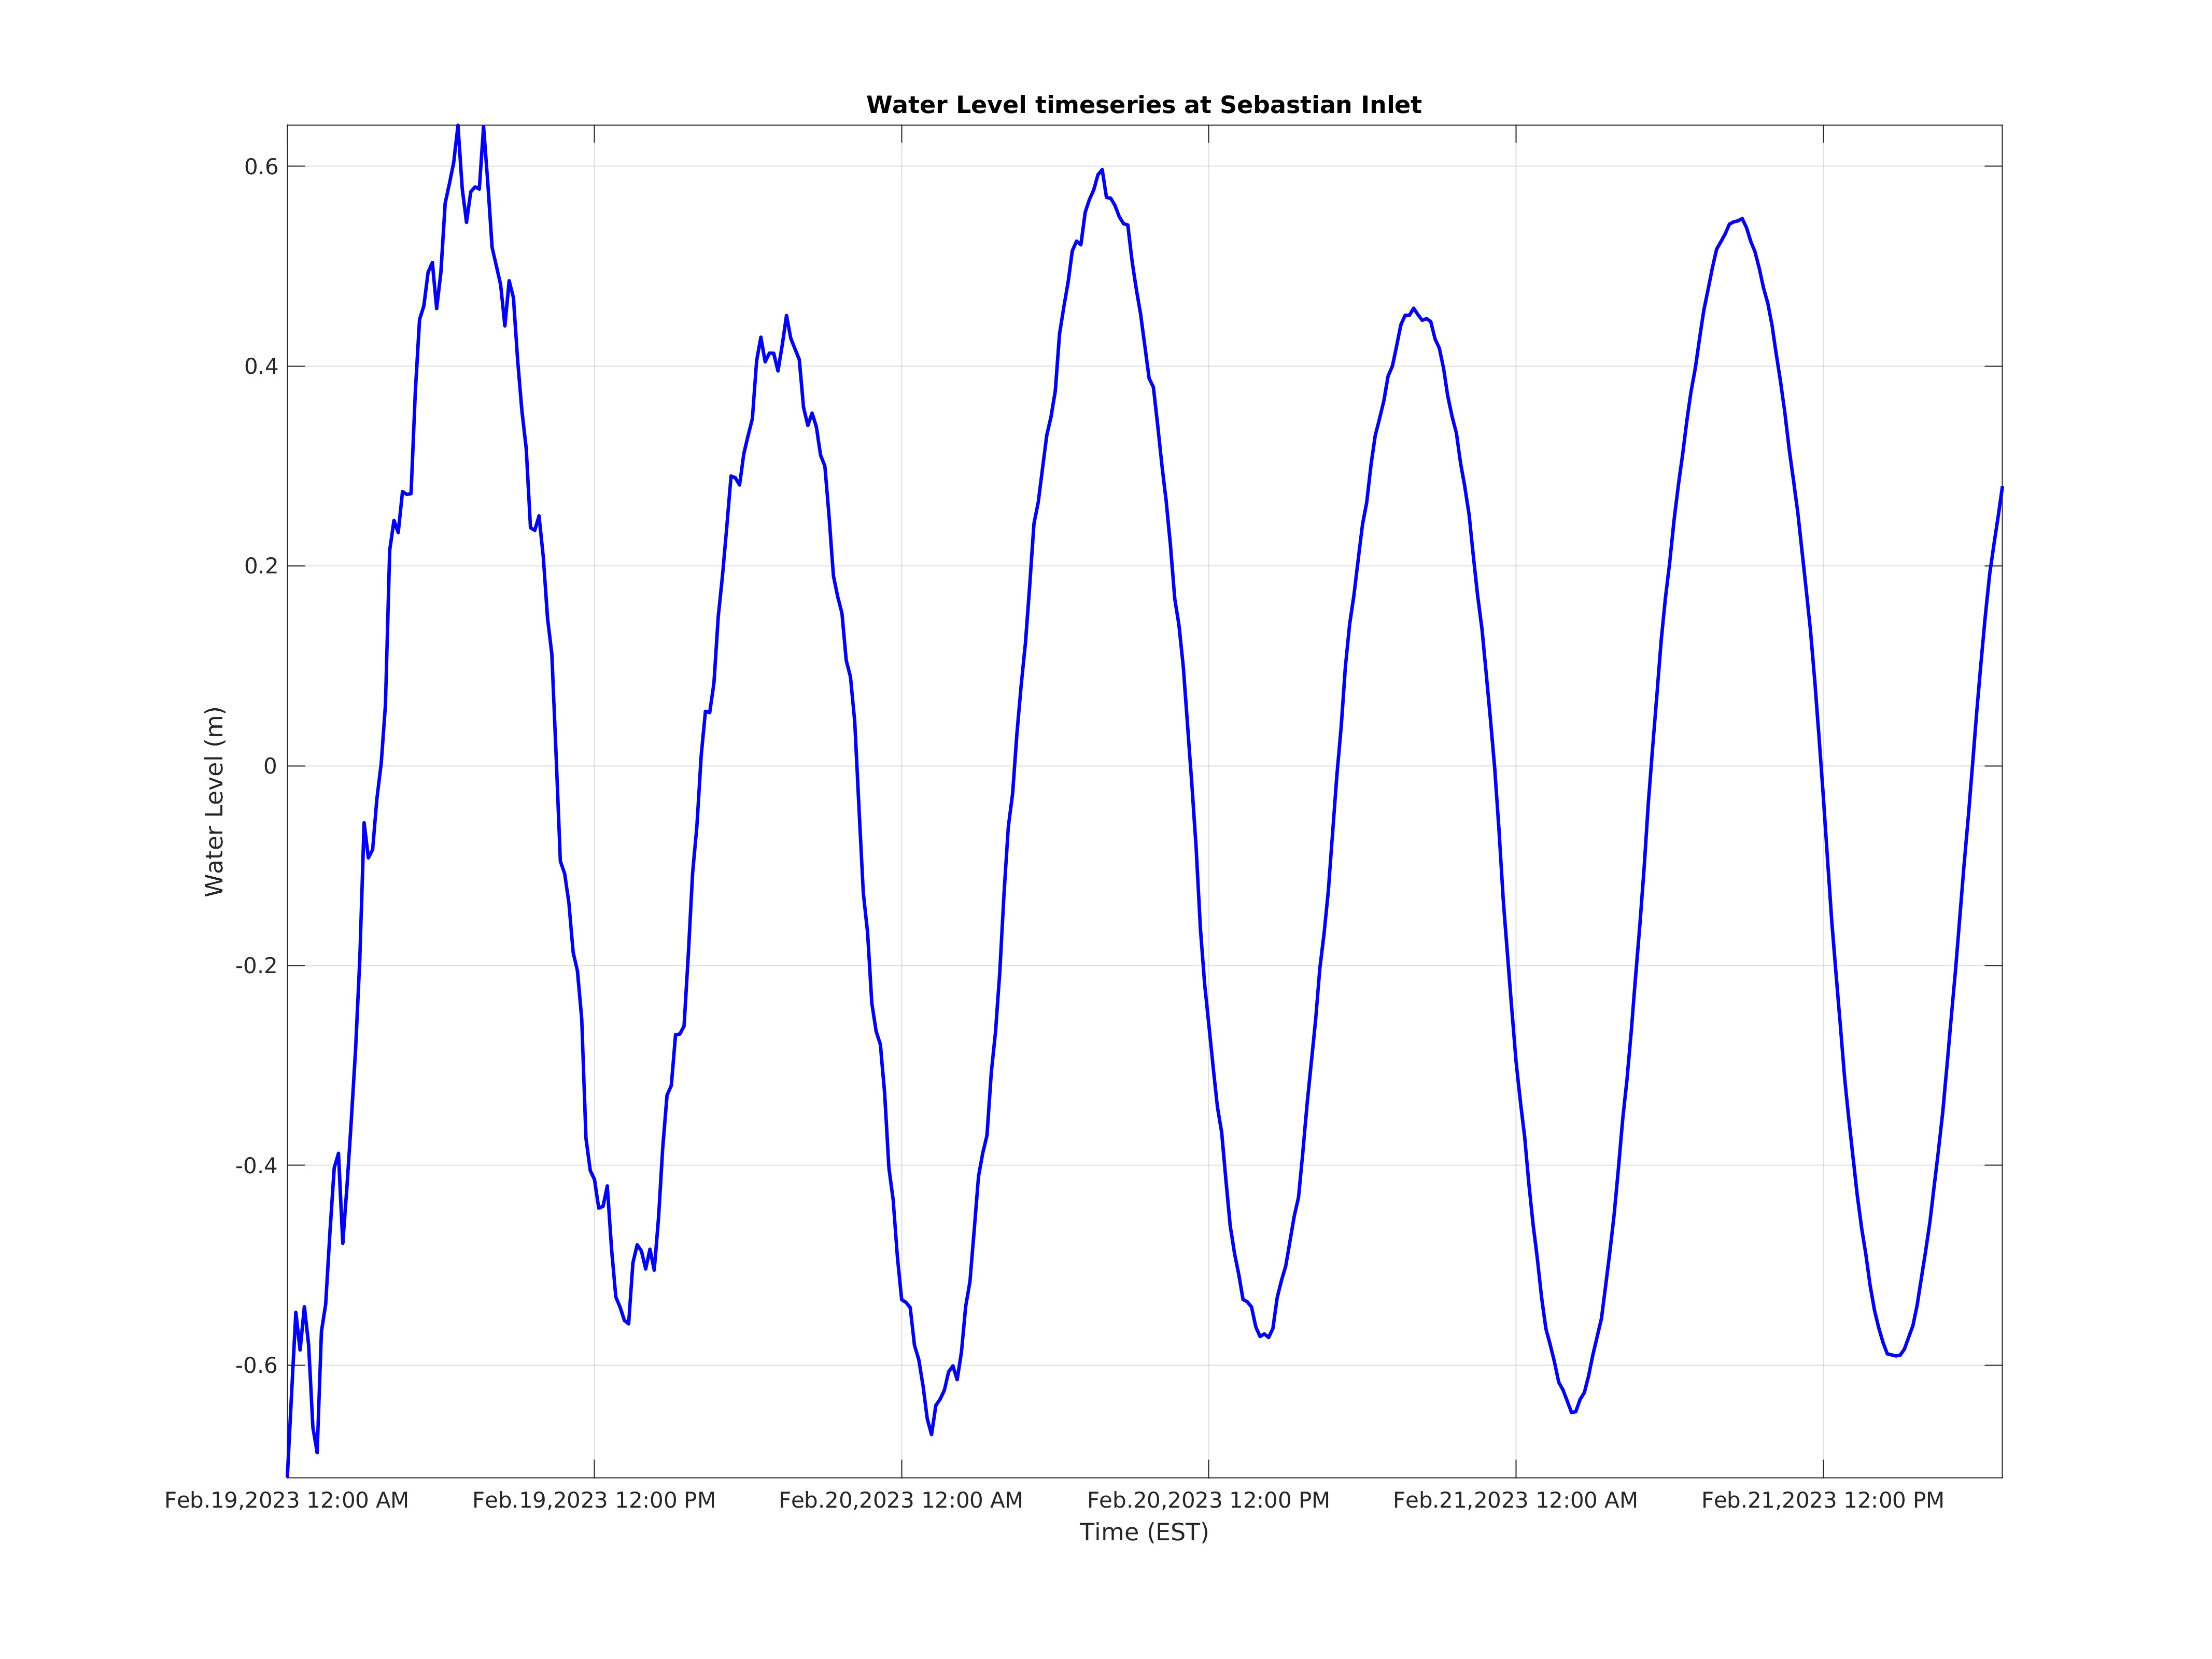 Water Level timeseries at Sebastian Inlet
0.6
0.4
0.2
0
-0.2
-0.4
-0.6
Water Level (m)
Feb.19,2023 12:00 AM Feb.19,2023 12:00 PM Feb.20,2023 12:00 AM Feb.20,2023 12:00 PM Feb.21,2023 12:00 AM Feb.21,2023 12:00 PM
Time (EST)